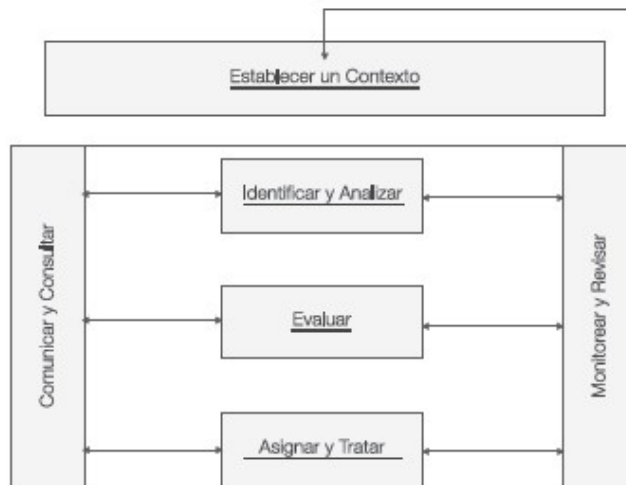 Establecer un Contexto
Comunicar y Consultar
Identificar y Analizar
Evaluar
Asignar y Tratar
Monitorear y Revisar